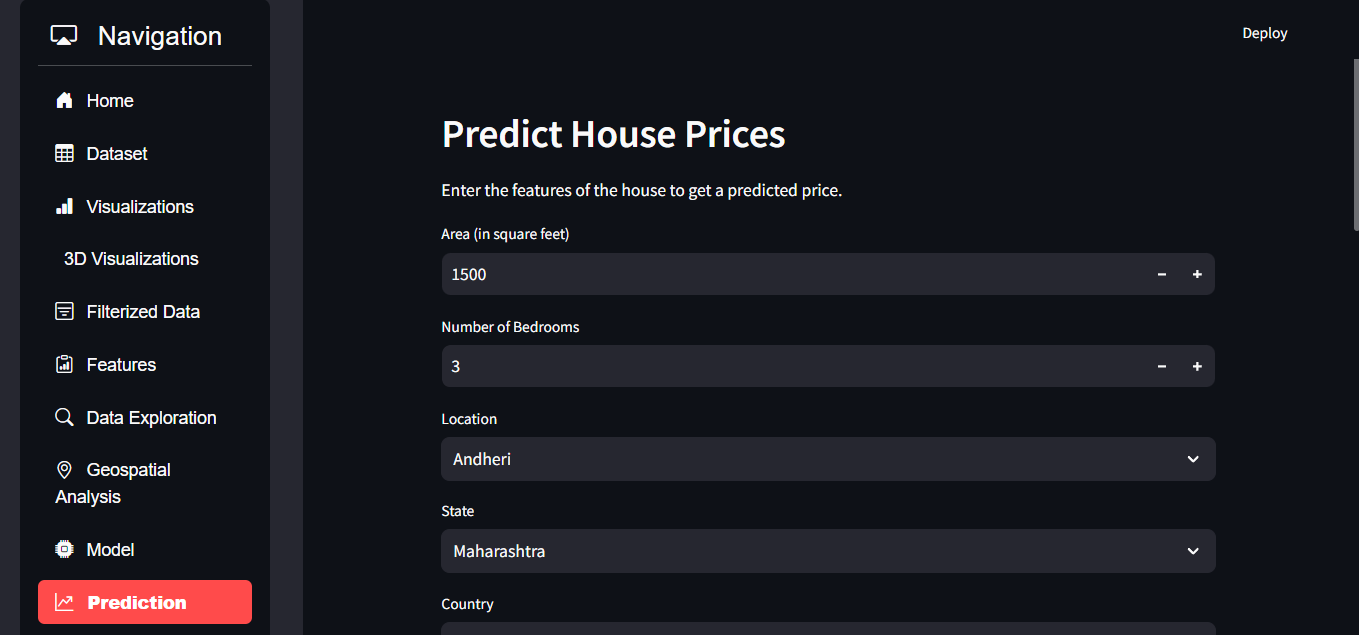 Navigation
Home
Dataset
Visualizations
3D Visualizations
Filterized Data
Features
Data Exploration
Geospatial
Analysis
Model
Prediction
Deploy
Predict House Prices
Enter the features of the house to get a predicted price.
Area (in square feet)
1500
Number of Bedrooms
3
Location
Andheri
State
Maharashtra
Country